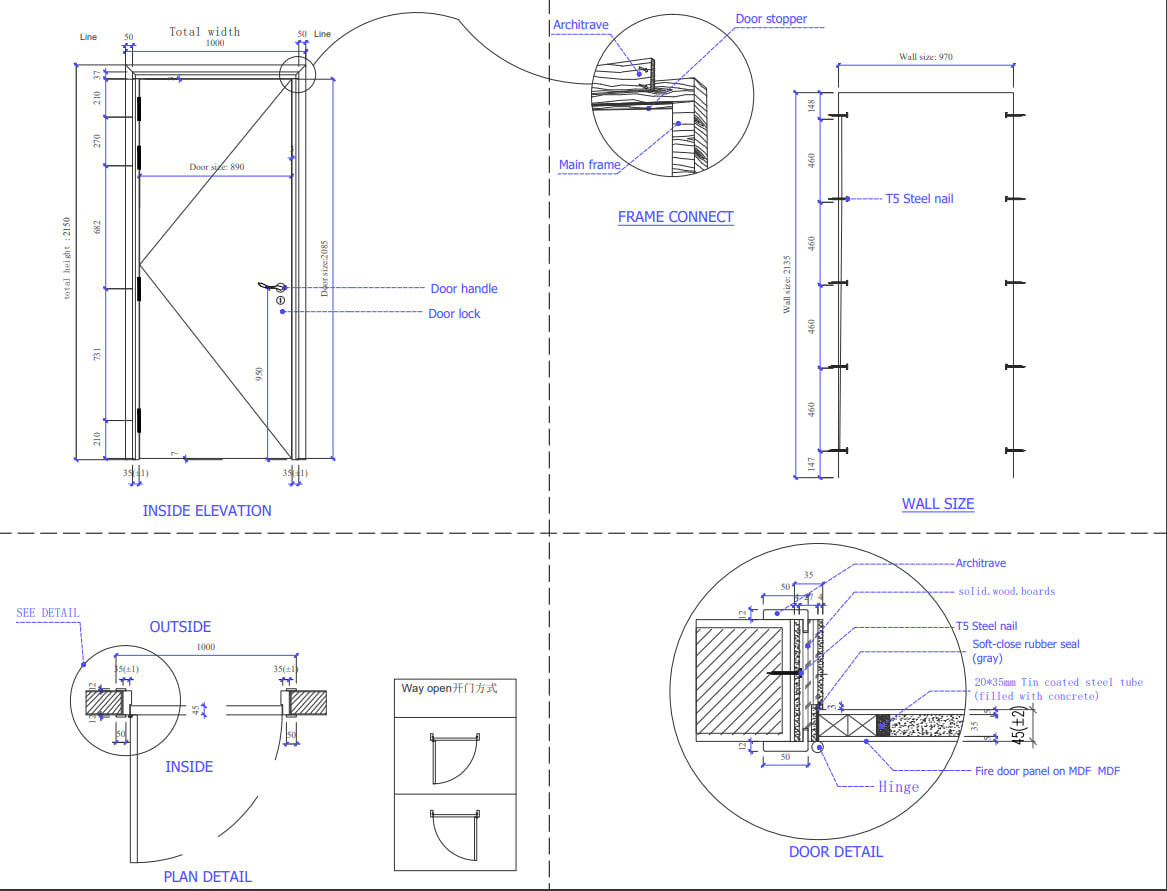 Line
50
Total width
1000
50
Line
37
210
270
682
731
210
total height : 2150
Door size: 890
Door size:2085
3
950
7
35(±1)
35(±1)
Door handle
Door lock
INSIDE ELEVATION
Architrave
Door stopper
Main frame
FRAME CONNECT
Wall size: 970
148
460
460
460
460
147
Wall size: 2135
T5 Steel nail
WALL SIZE
SEE DETAIL
OUTSIDE
1000
35(±1)
35(±1)
12
12
45
50
50
INSIDE
PLAN DETAIL
Way open开门方式
Architrave
35
50
solid.wood.boards
4
27
4
12
T5 Steel nail
Soft-close rubber seal
(gray)
20*35mm Tin coated steel tube
(filled with concrete)
3
5
35
5
45(±2)
12
50
Fire door panel on MDF MDF
Hinge
DOOR DETAIL